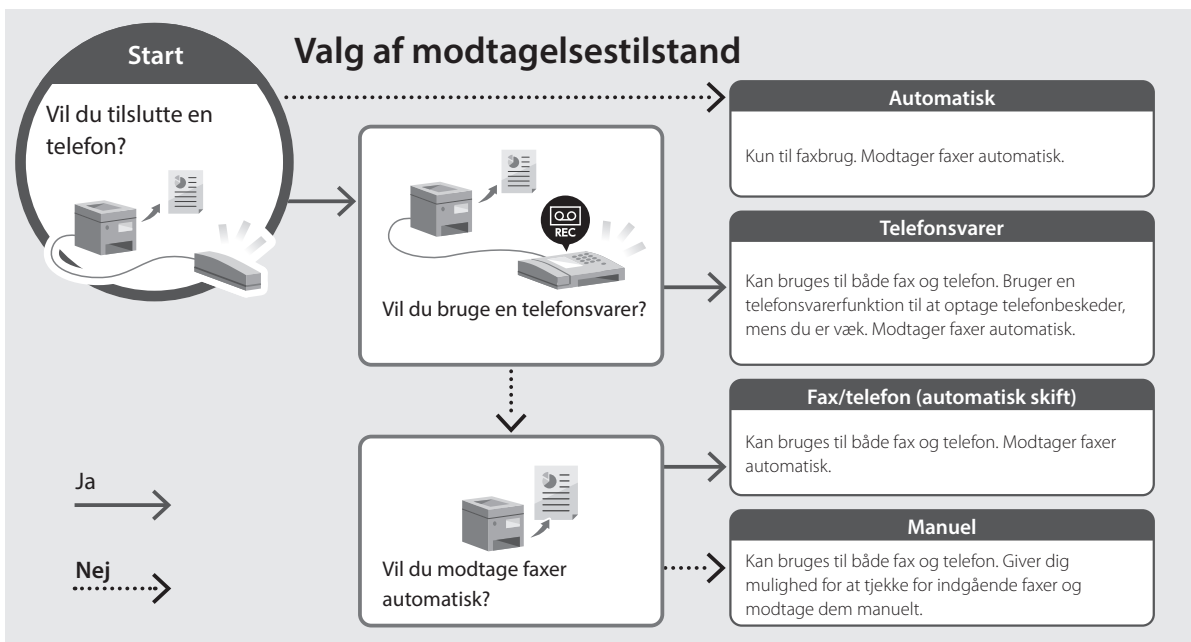 Valg af modtagelsestilstand
Start
Vil du tilslutte en
telefon?
REC
Vil du bruge en telefonsvarer?
Vil du modtage faxer
automatisk?
Automatisk
Kun til faxbrug. Modtager faxer automatisk.
Telefonsvarer
Kan bruges til både fax og telefon. Bruger en
telefonsvarerfunktion til at optage telefonbeskeder,
mens du er væk. Modtager faxer automatisk.
Fax/telefon (automatisk skift)
Kan bruges til både fax og telefon. Modtager faxer
automatisk.
Manuel
Kan bruges til både fax og telefon. Giver dig
mulighed for at tjekke for indgående faxer og
modtage dem manuelt.
Ja
Nej